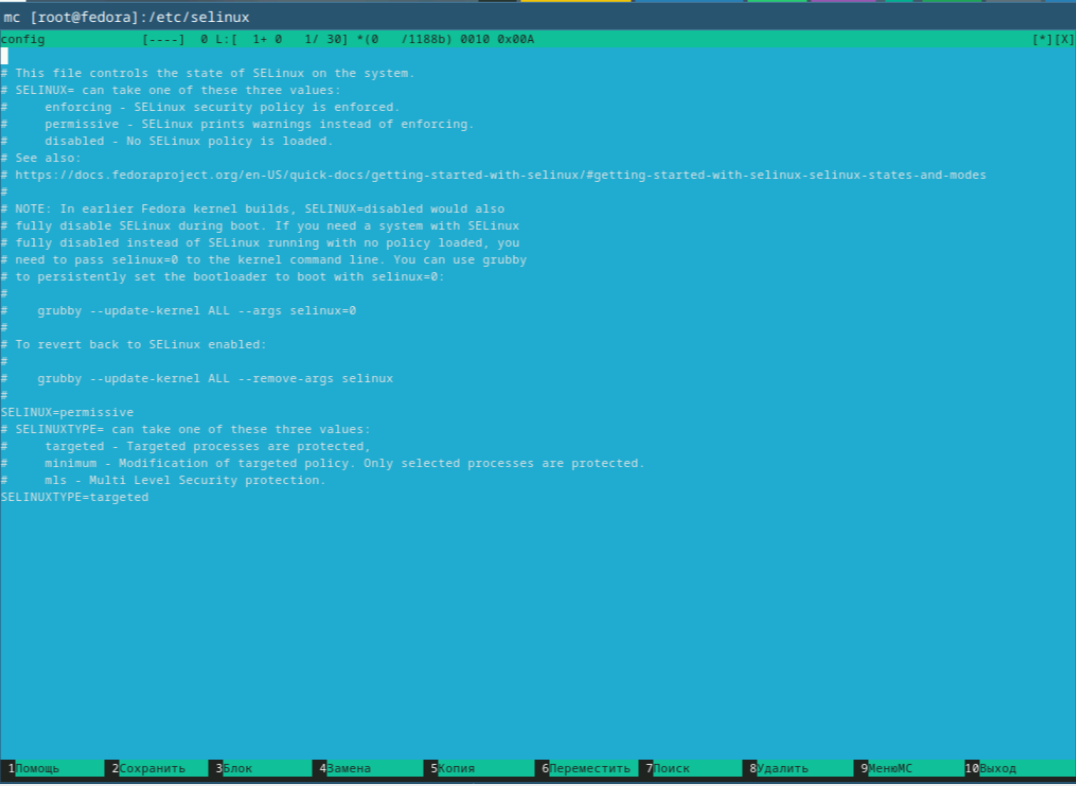 mc [root@fedora]:/etc/selinux
config [----] 0 L:[ 1+ 0 1/ 30] *(0 /1188b) 0010 0x00A [*][X]
# This file controls the state of SELinux on the system.
# SELINUX= can take one of these three values:
#     enforcing - SELinux security policy is enforced.
#     permissive - SELinux prints warnings instead of enforcing.
#     disabled - No SELinux policy is loaded.
# See also:
# https://docs.fedoraproject.org/en-US/quick-docs/getting-started-with-selinux/#getting-started-with-selinux-selinux-states-and-modes
#
# NOTE: In earlier Fedora kernel builds, SELINUX=disabled would also
# fully disable SELinux during boot. If you need a system with SELinux
# fully disabled instead of SELinux running with no policy loaded, you
# need to pass selinux=0 to the kernel command line. You can use grubby
# to persistently set the bootloader to boot with selinux=0:
#
#    grubby --update-kernel ALL --args selinux=0
#
# To revert back to SELinux enabled:
#
#    grubby --update-kernel ALL --remove-args selinux
#
SELINUX=permissive
# SELINUXTYPE= can take one of these three values:
#     targeted - Targeted processes are protected,
#     minimum - Modification of targeted policy. Only selected processes are protected.
#     mls - Multi Level Security protection.
SELINUXTYPE=targeted
1Помощь 2Сохранить 3Блок 4Замена 5Копия 6Переместить 7Поиск 8Удалить 9МенюМС 10Выход